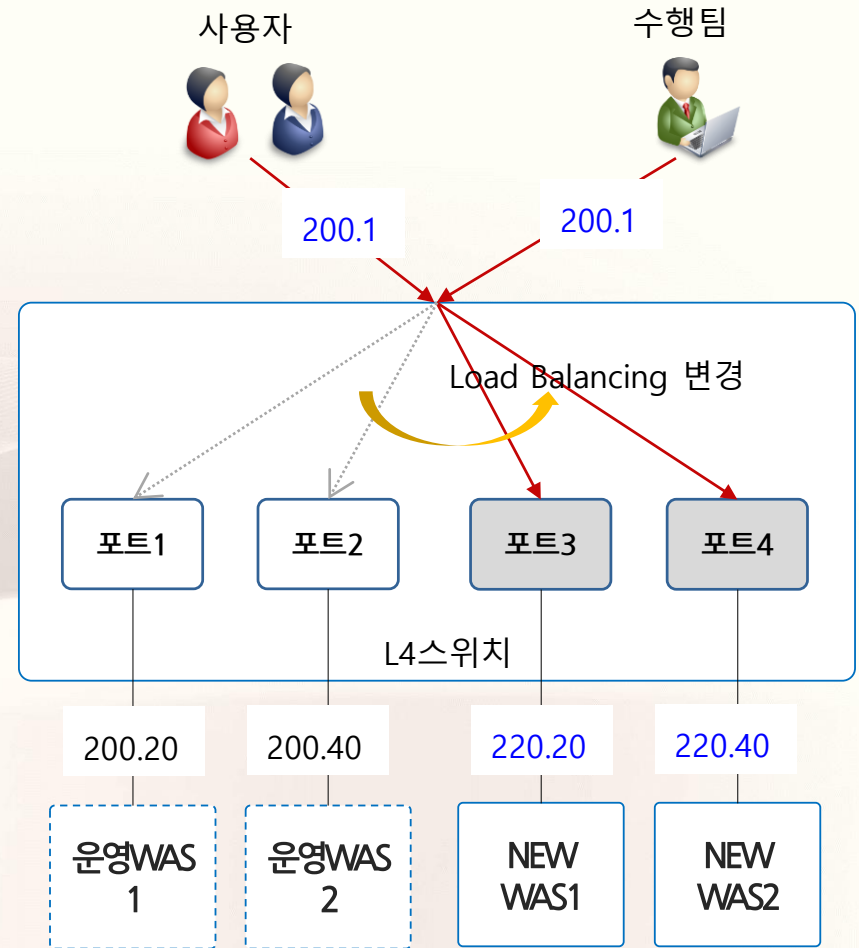 사용자
수행팀
200.1
200.1
Load Balancing 변경
포트1
포트2
포트3
포트4
L4스위치
200.20
200.40
220.20
220.40
운영WAS
1
운영WAS
2
NEW
WAS1
NEW
WAS2